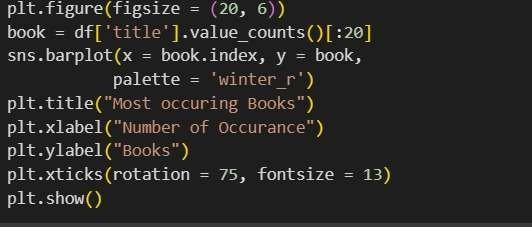 plt.figure(figsize = (20, 6))
book = df['title'].value_counts()[:20]
sns.barplot(x = book.index, y = book,
            palette = 'winter_r')
plt.title("Most occuring Books")
plt.xlabel("Number of Occurance")
plt.ylabel("Books")
plt.xticks(rotation = 75, fontsize = 13)
plt.show()